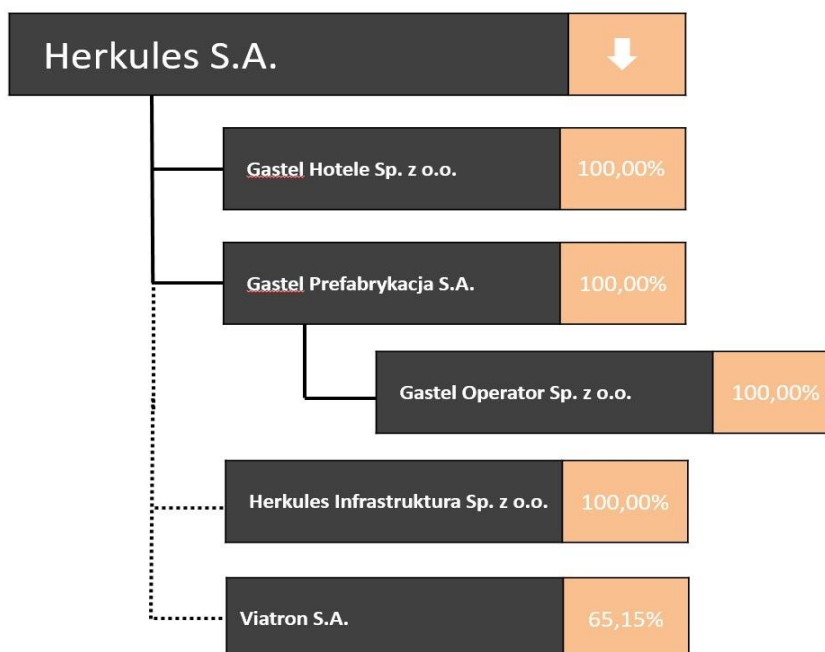 Herkules S.A.
Gastel Hotele Sp. z o.o. 100,00%
Gastel Prefabrykacja S.A. 100,00%
Gastel Operator Sp. z o.o. 100,00%
Herkules Infrastruktura Sp. z o.o. 100,00%
Viatron S.A. 65,15%